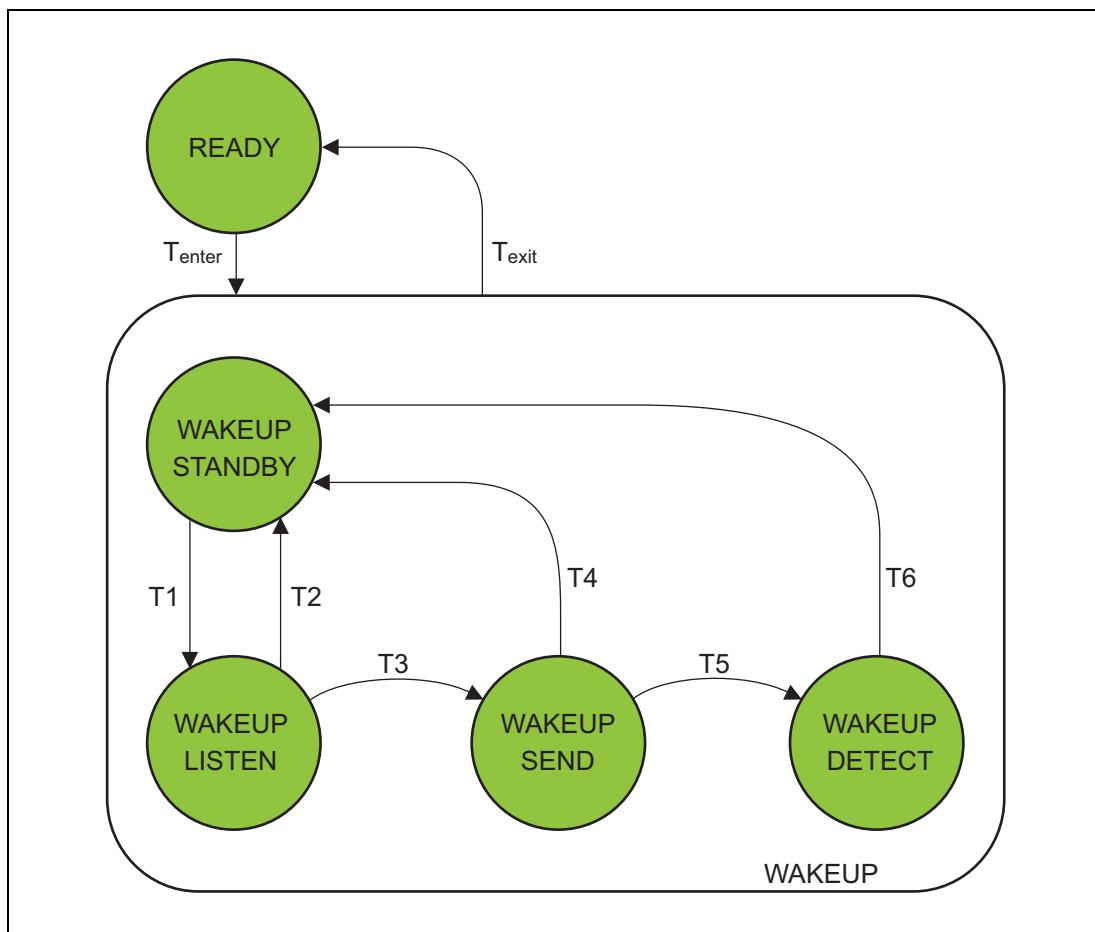 READY
Tenter
Texit
WAKEUP
STANDBY
T1
T2
T4
T6
T3
T5
WAKEUP
LISTEN
WAKEUP
SEND
WAKEUP
DETECT
WAKEUP